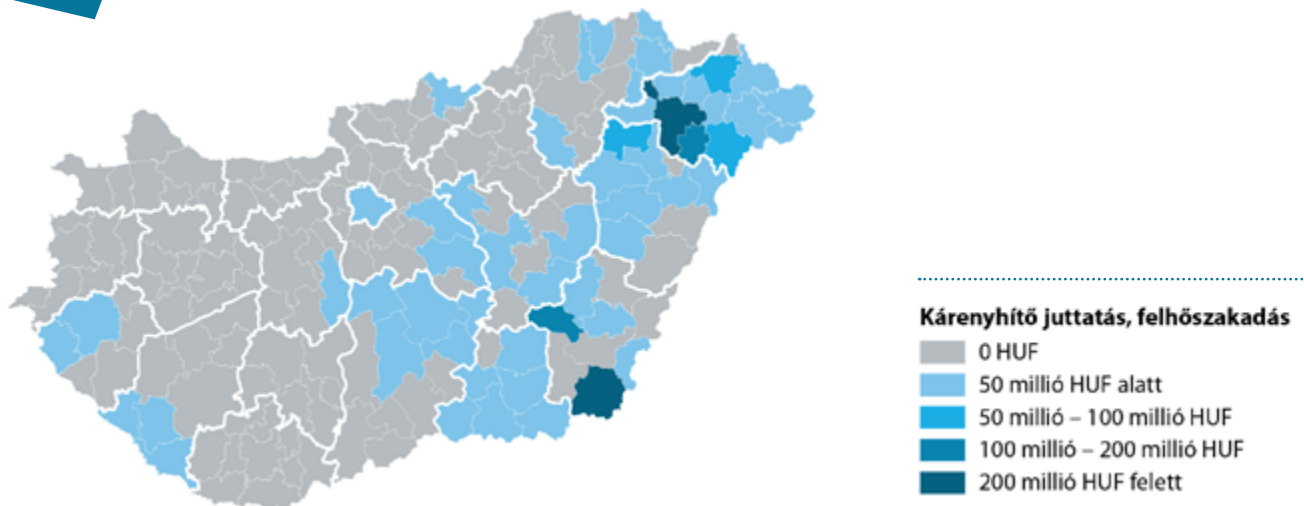 Kárenyhítő juttatás, felhőszakadás
0 HUF
50 millió HUF alatt
50 millió – 100 millió HUF
100 millió – 200 millió HUF
200 millió HUF felett